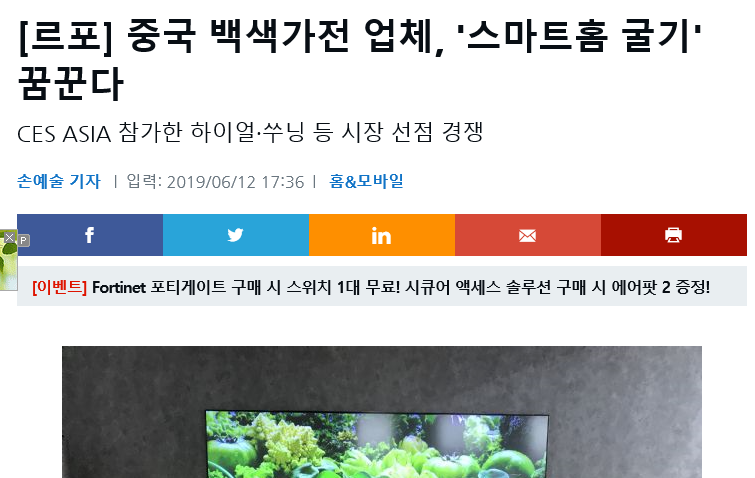 [르포] 중국 백색가전 업체, '스마트홈 굴기'
꿈꾼다
CES ASIA 참가한 하이얼·쑤닝 등 시장 선점 경쟁
손예술 기자 | 입력: 2019/06/12 17:36 | 홈&모바일
P
[이벤트] Fortinet 포티게이트 구매 시 스위치 1대 무료! 시큐어 액세스 솔루션 구매 시 에어팟 2 증정!